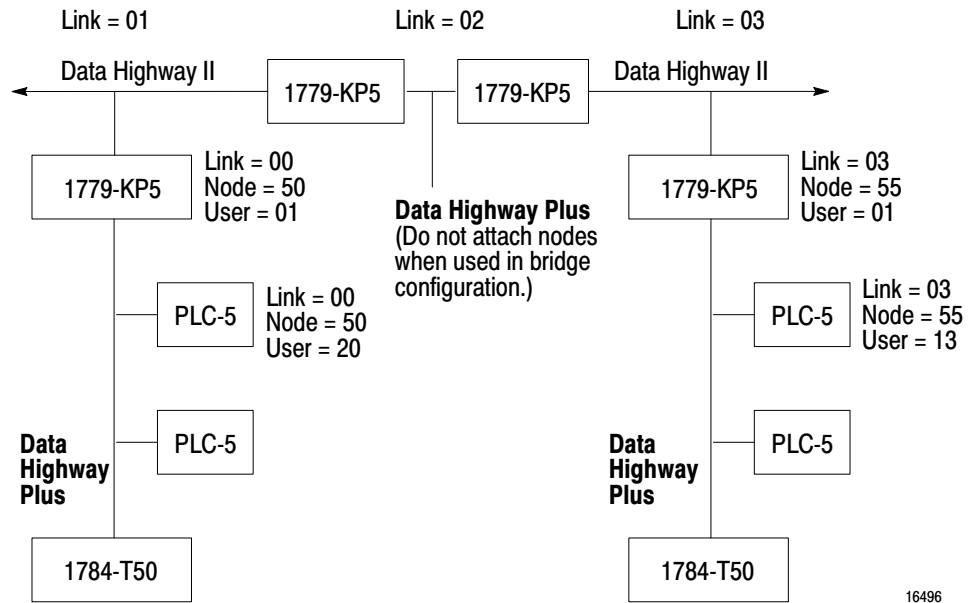 Link = 01
Link = 02
Link = 03
Data Highway II
1779-KP5
1779-KP5
Data Highway II
1779-KP5
Link = 00
Node = 50
User = 01
Data Highway Plus
(Do not attach nodes
when used in bridge
configuration.)
1779-KP5
Link = 03
Node = 55
User = 01
PLC-5
Link = 00
Node = 50
User = 20
PLC-5
Link = 03
Node = 55
User = 13
Data
Highway
Plus
PLC-5
Data
Highway
Plus
PLC-5
1784-T50
1784-T50
16496